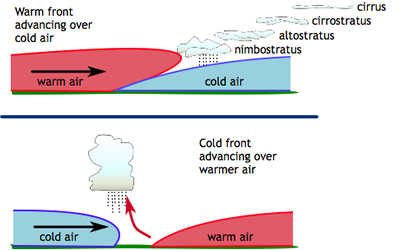 Warm front
advancing over
cold air
cirrus
cirrostratus
altostratus
nimbostratus
warm air
cold air
Cold front
advancing over
warmer air
cold air
warm air